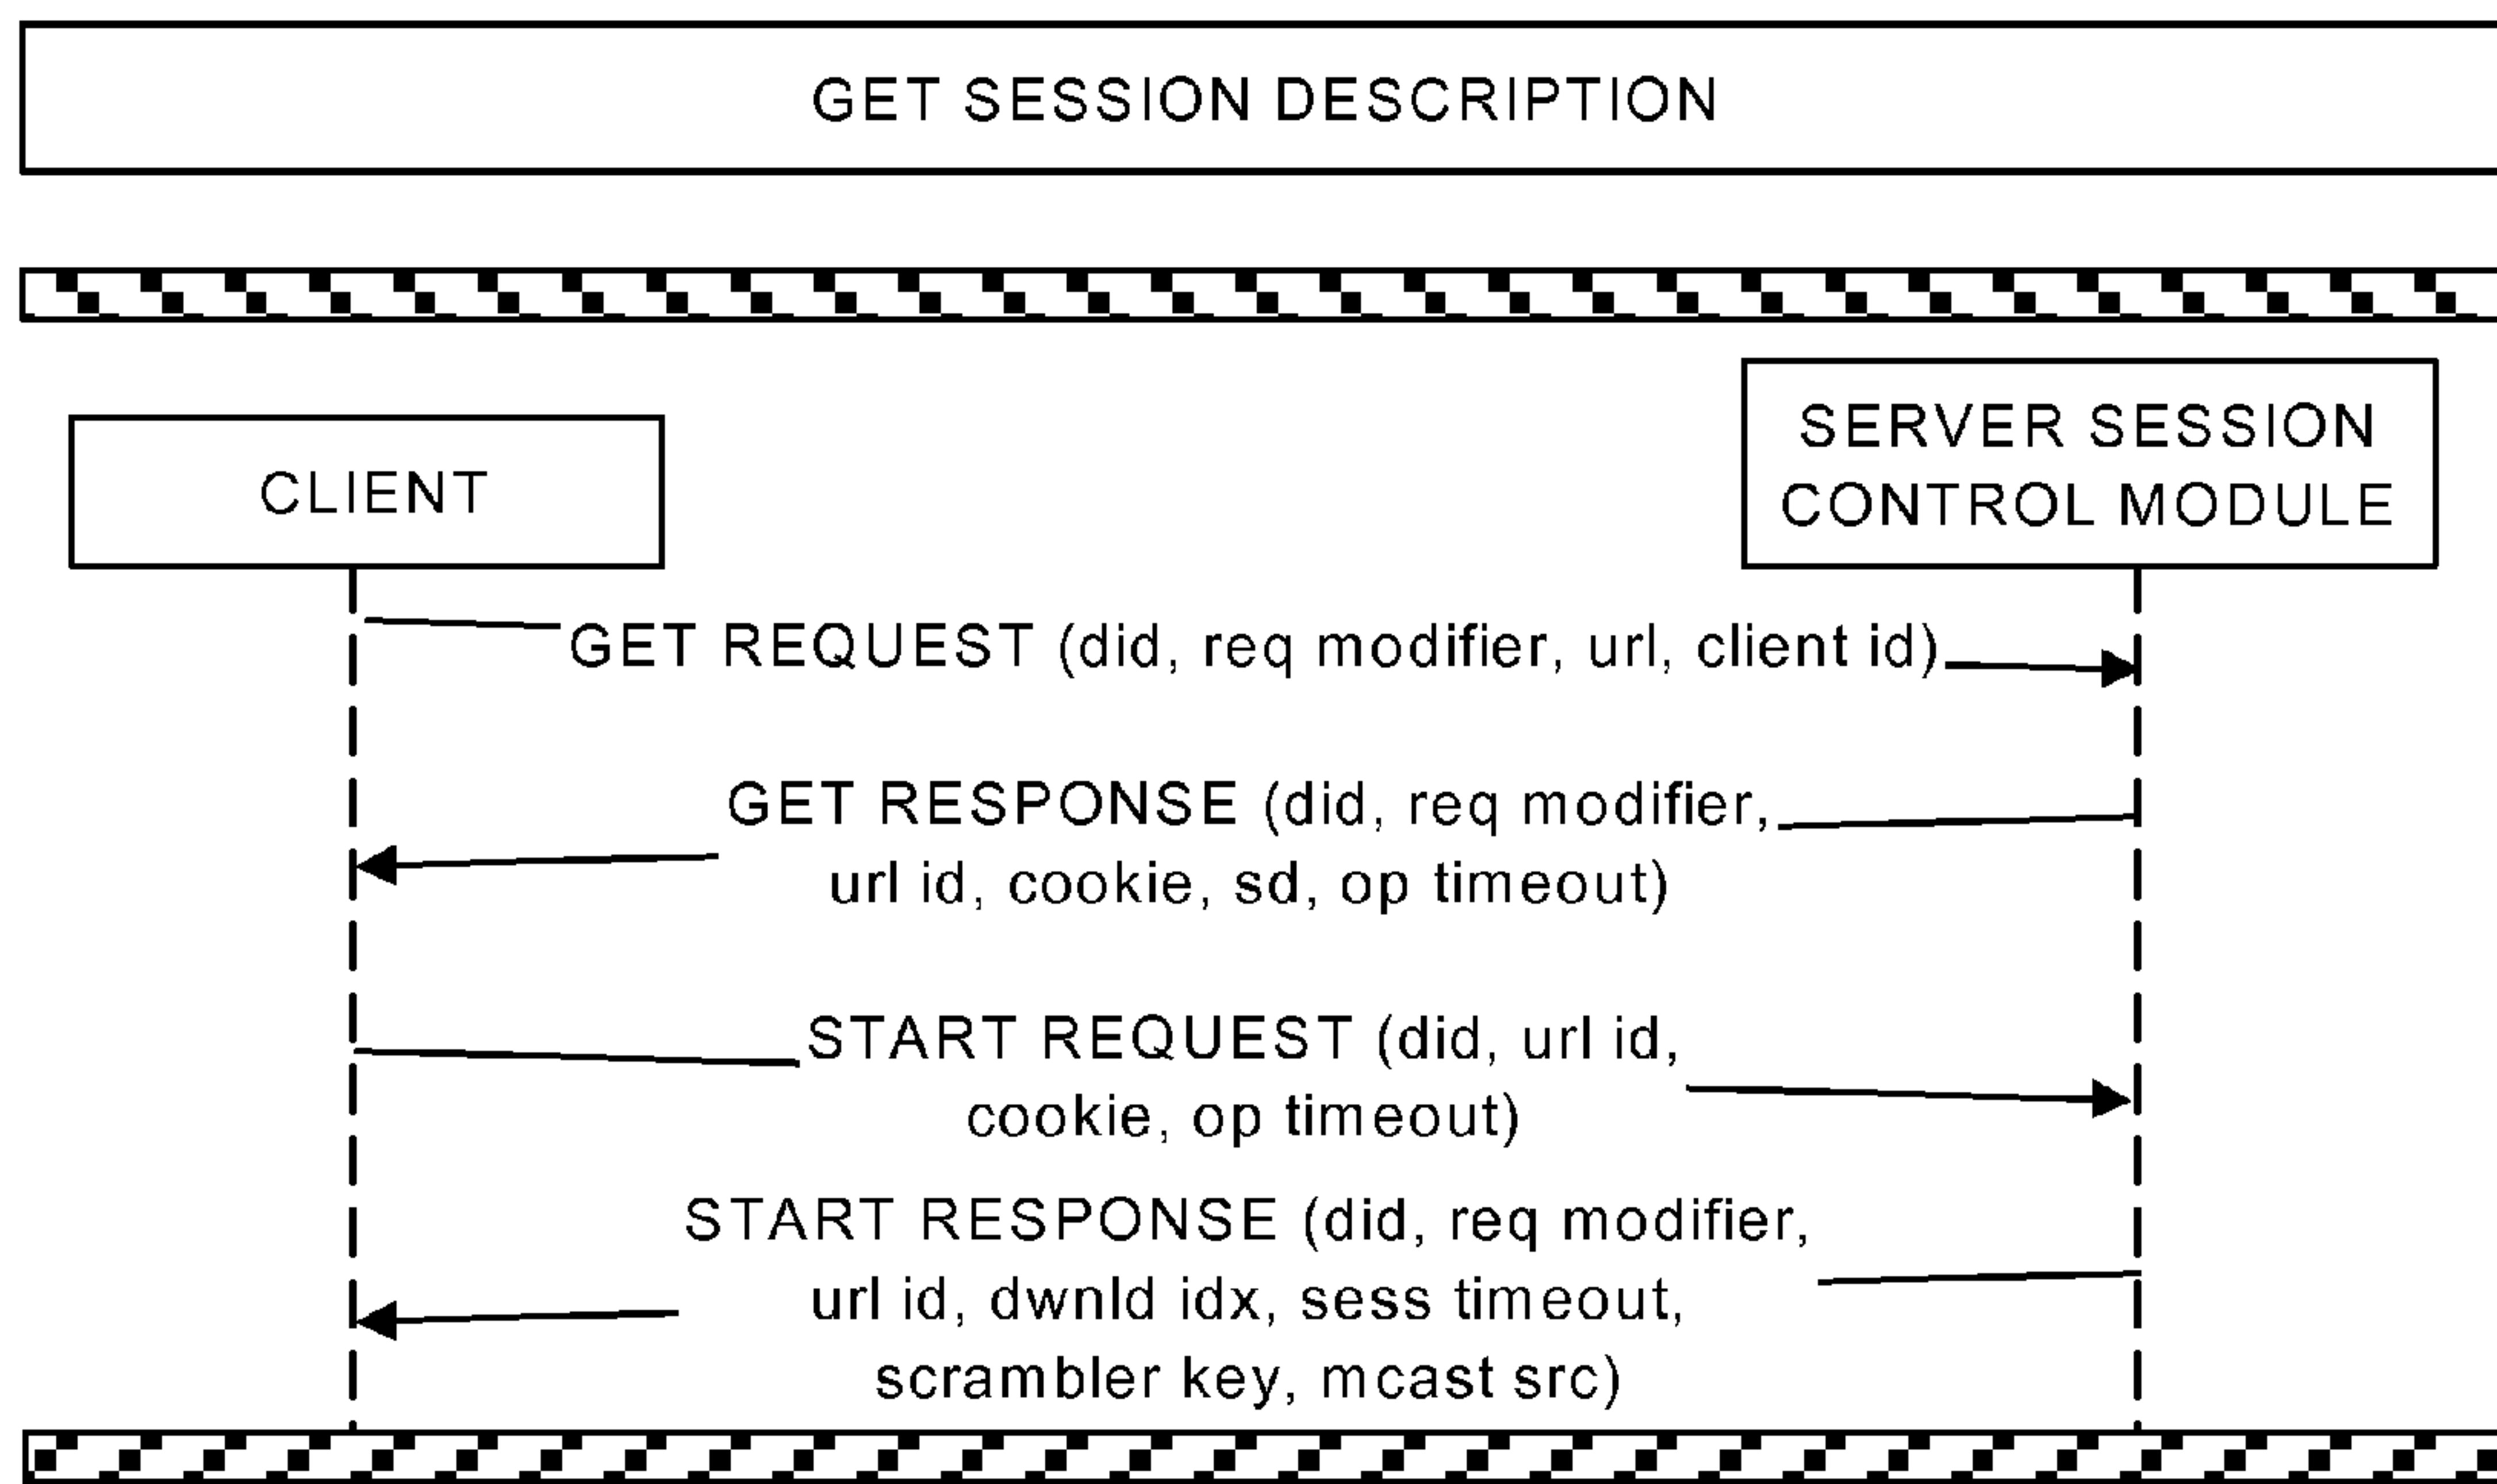 GET SESSION DESCRIPTION
CLIENT
SERVER SESSION
CONTROL MODULE
GET REQUEST (did, req modifier, url, client id)
GET RESPONSE (did, req modifier,
url id, cookie, sd, op timeout)
START REQUEST (did, url id,
cookie, op timeout)
START RESPONSE (did, req modifier,
url id, dwnld idx, sess timeout,
scrambler key, mcast src)